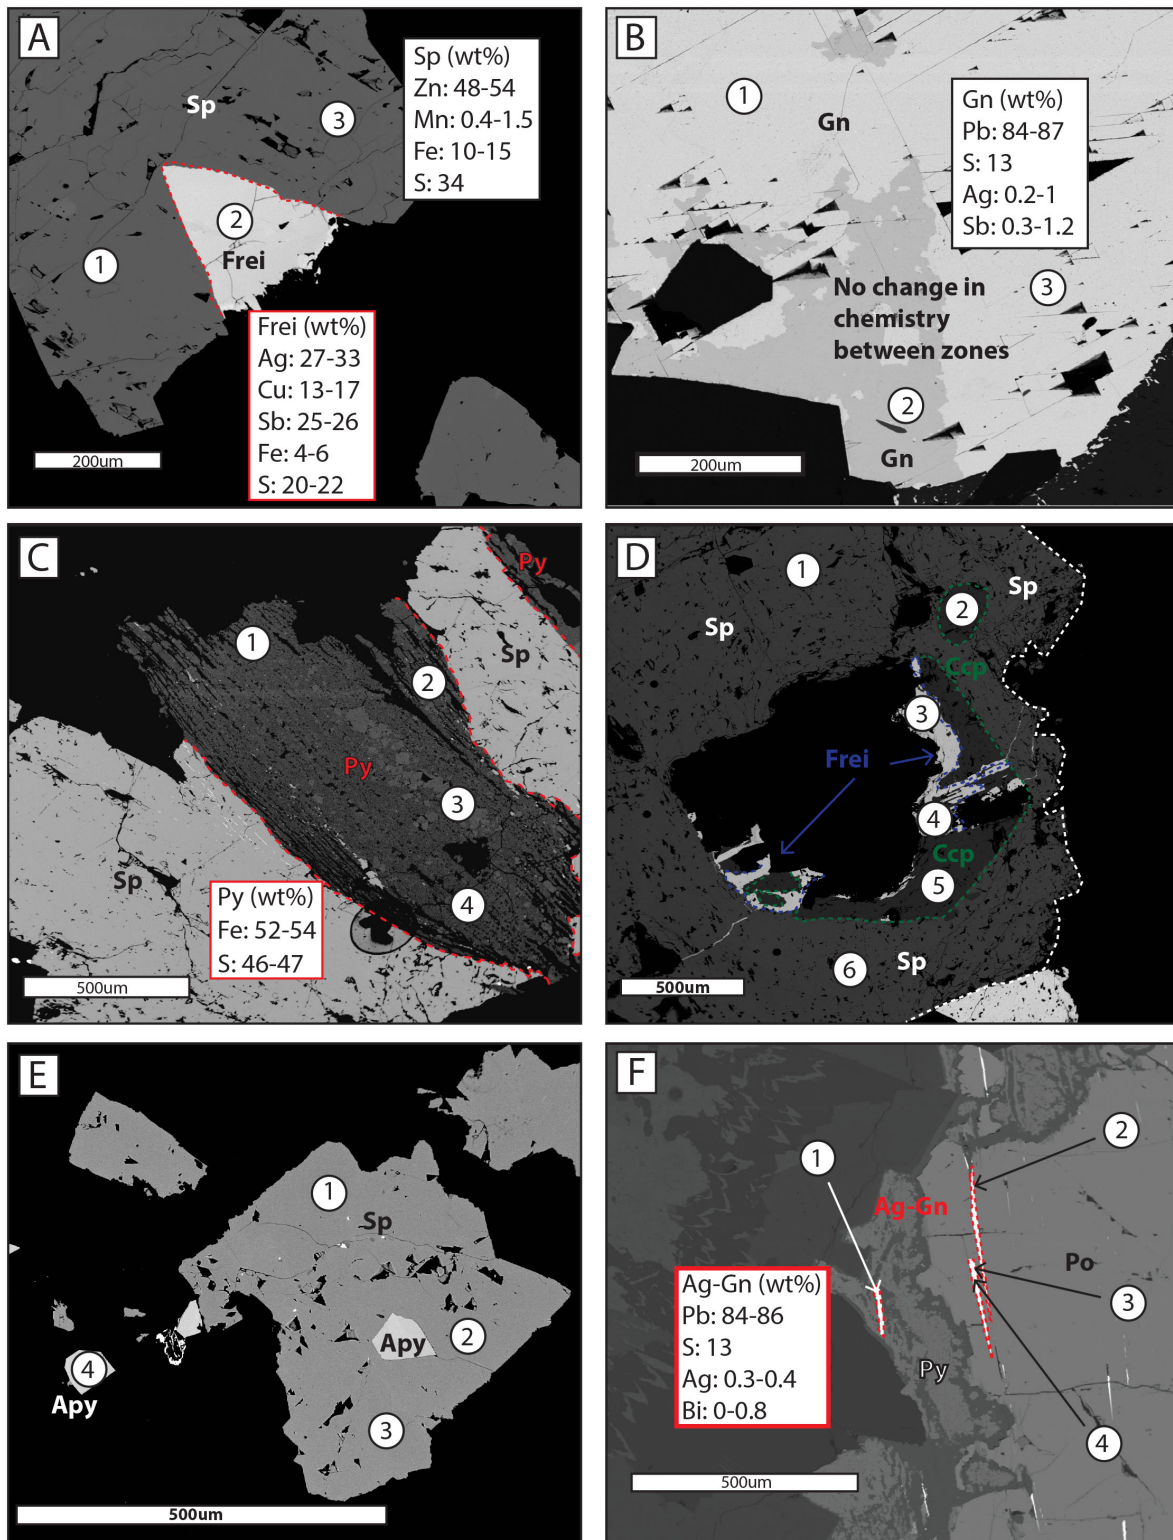 A
Sp (wt%)
Zn: 48-54
Mn: 0.4-1.5
Fe: 10-15
S: 34
Sp
3
2
Frei
1
Frei (wt%)
Ag: 27-33
Cu: 13-17
Sb: 25-26
Fe: 4-6
S: 20-22
200um
B
1
Gn
Gn (wt%)
Pb: 84-87
S: 13
Ag: 0.2-1
Sb: 0.3-1.2
No change in
chemistry
between zones
3
2
Gn
200um
C
Py
1
Sp
2
Py
3
Sp
4
Py (wt%)
Fe: 52-54
S: 46-47
500um
D
1
Sp
Sp
2
Ccp
3
Frei
4
Ccp
5
6
Sp
500um
E
1
Sp
2
Apy
4
Apy
3
500um
F
1
2
Ag-Gn
Po
3
Ag-Gn (wt%)
Pb: 84-86
S: 13
Ag: 0.3-0.4
Bi: 0-0.8
Py
4
500um